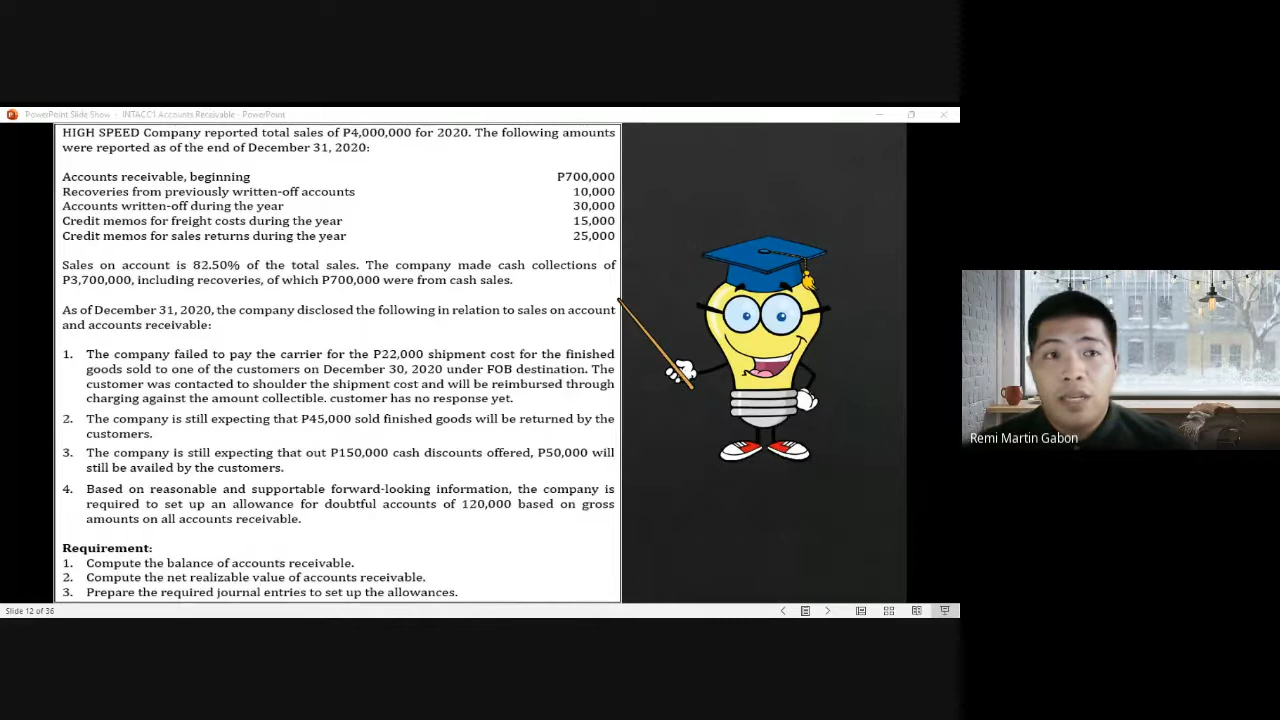 PowerPoint Slide Show - INTACC1 Accounts Receivable - PowerPoint
HIGH SPEED Company reported total sales of P4,000,000 for 2020. The following amounts
were reported as of the end of December 31, 2020:
Accounts receivable, beginning P700,000
Recoveries from previously written-off accounts 10,000
Accounts written-off during the year 30,000
Credit memos for freight costs during the year 15,000
Credit memos for sales returns during the year 25,000
Sales on account is 82.50% of the total sales. The company made cash collections of
P3,700,000, including recoveries, of which P700,000 were from cash sales.
As of December 31, 2020, the company disclosed the following in relation to sales on account
and accounts receivable:
1. The company failed to pay the carrier for the P22,000 shipment cost for the finished
goods sold to one of the customers on December 30, 2020 under FOB destination. The
customer was contacted to shoulder the shipment cost and will be reimbursed through
charging against the amount collectible. customer has no response yet.
2. The company is still expecting that P45,000 sold finished goods will be returned by the
customers.
3. The company is still expecting that out P150,000 cash discounts offered, P50,000 will
still be availed by the customers.
4. Based on reasonable and supportable forward-looking information, the company is
required to set up an allowance for doubtful accounts of 120,000 based on gross
amounts on all accounts receivable.
Requirement:
1. Compute the balance of accounts receivable.
2. Compute the net realizable value of accounts receivable.
3. Prepare the required journal entries to set up the allowances.
Slide 12 of 36
Remi Martin Gabon